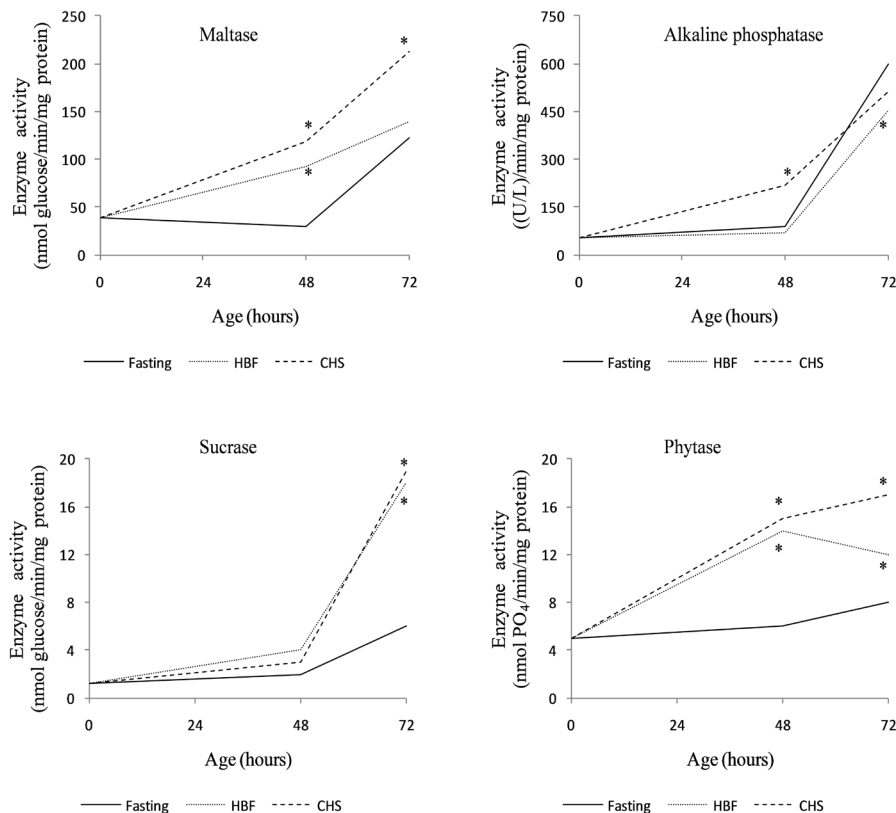 Maltase
Enzyme activity
(nmol glucose/min/mg protein)
250
200
150
100
50
0
*
*
*
0 24 48 72
Age (hours)
Fasting HBF CHS
Alkaline phosphatase
Enzyme activity
((U/L)/min/mg protein)
750
600
450
300
150
0
*
*
0 24 48 72
Age (hours)
Fasting HBF CHS
Sucrase
Enzyme activity
(nmol glucose/min/mg protein)
20
16
12
8
4
0
*
*
0 24 48 72
Age (hours)
Fasting HBF CHS
Phytase
Enzyme activity
(nmol PO₄/min/mg protein)
20
16
12
8
4
0
*
*
*
*
0 24 48 72
Age (hours)
Fasting HBF CHS